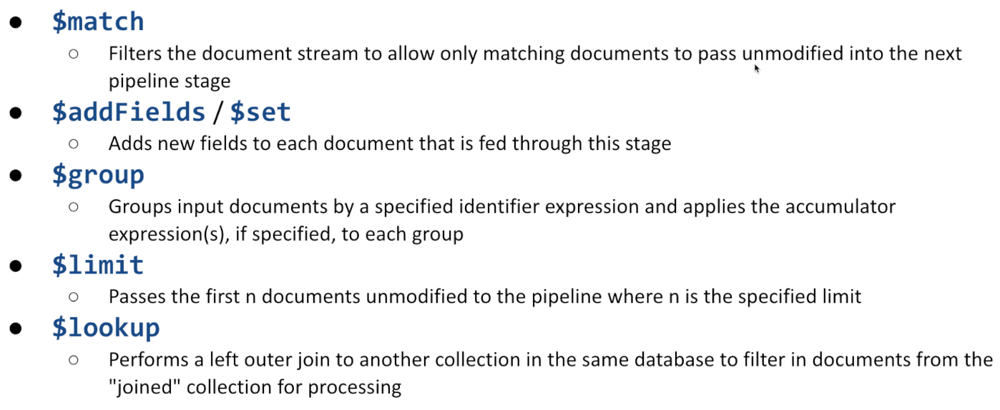 ● $match
○ Filters the document stream to allow only matching documents to pass unmodified into the next
pipeline stage
● $addFields / $set
○ Adds new fields to each document that is fed through this stage
● $group
○ Groups input documents by a specified identifier expression and applies the accumulator
expression(s), if specified, to each group
● $limit
○ Passes the first n documents unmodified to the pipeline where n is the specified limit
● $lookup
○ Performs a left outer join to another collection in the same database to filter in documents from the
"joined" collection for processing